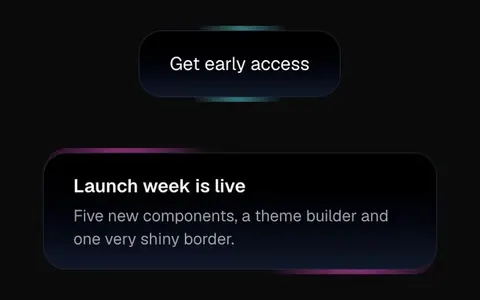 Get early access
Launch week is live
Five new components, a theme builder and
one very shiny border.